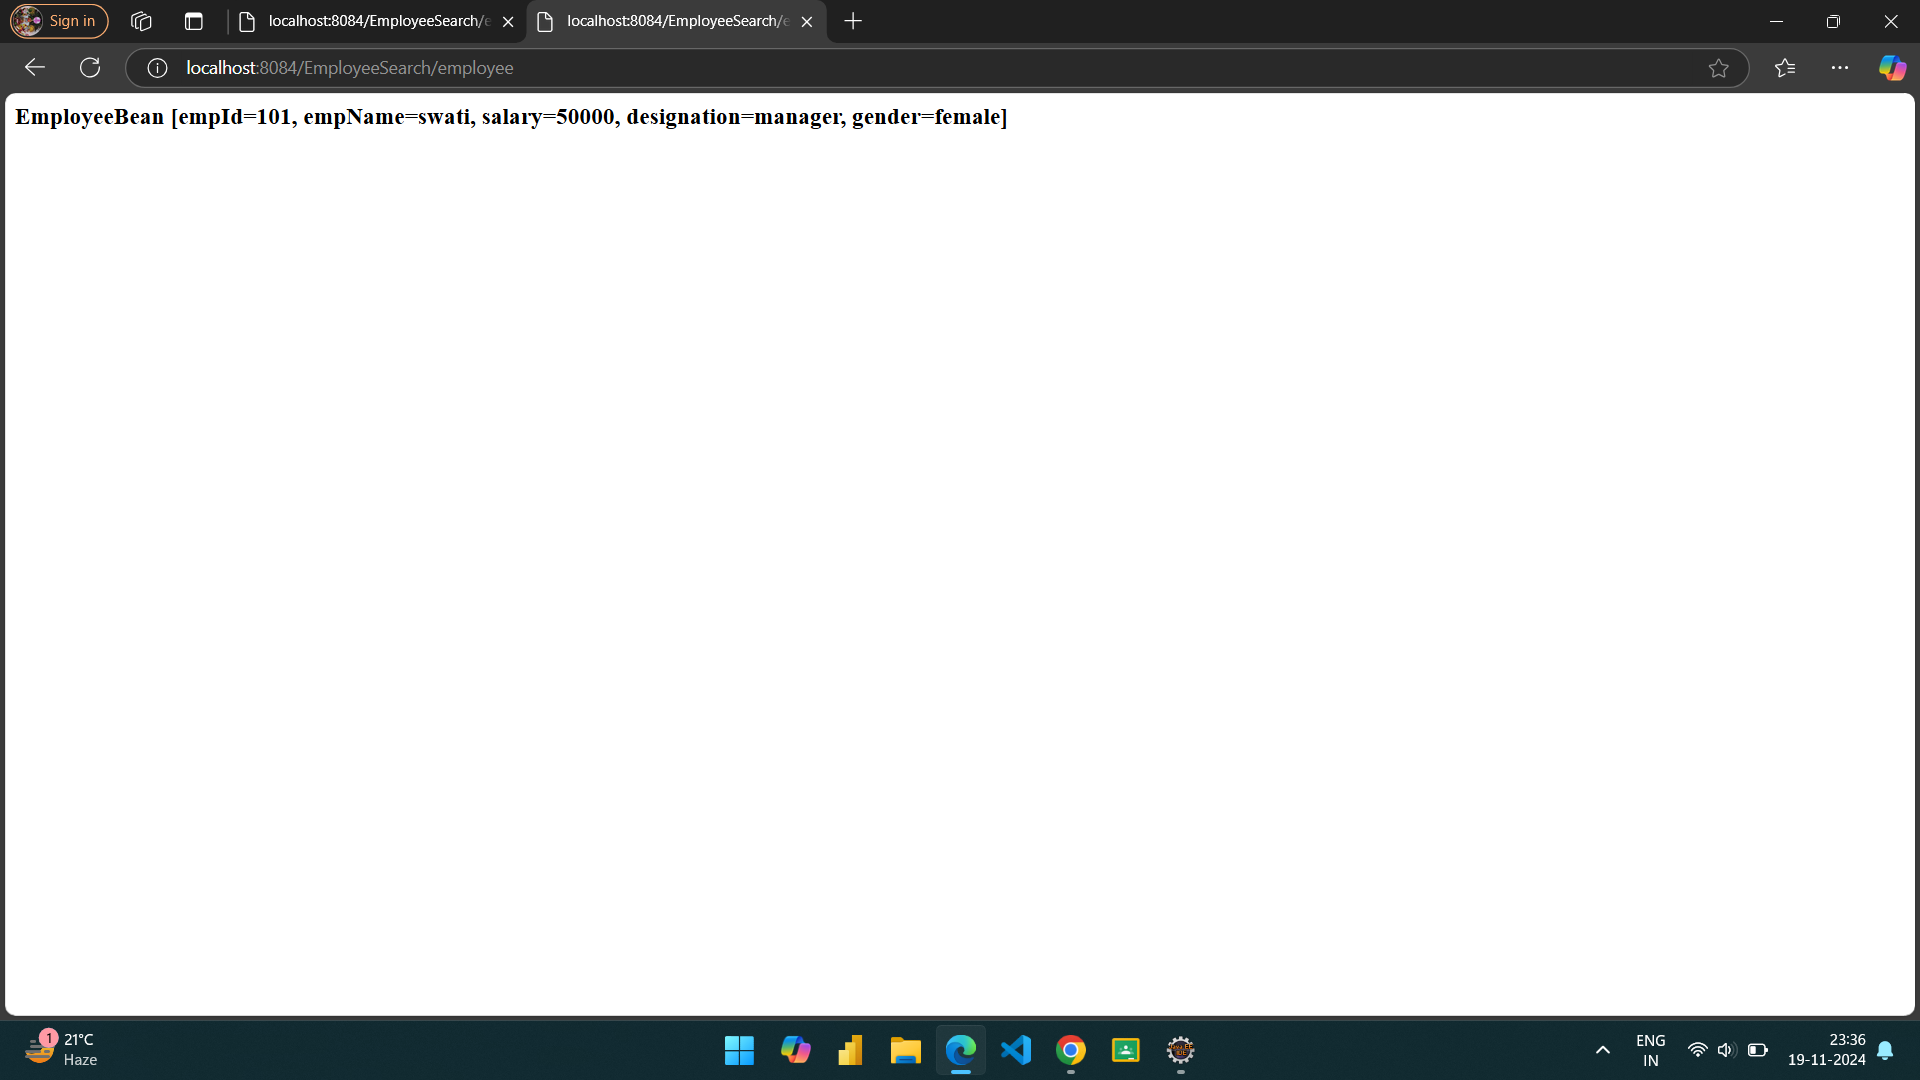 Sign in
localhost:8084/EmployeeSearch/e
localhost:8084/EmployeeSearch/e
localhost:8084/EmployeeSearch/employee
EmployeeBean [empId=101, empName=swati, salary=50000, designation=manager, gender=female]
1
21°C
Haze
ENG
IN
23:36
19-11-2024